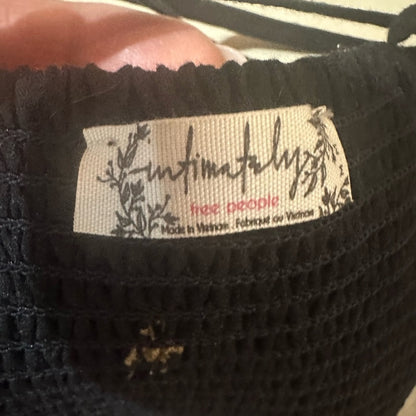 intimately
free people
Made in Vietnam . Fabriqué au Vietnam